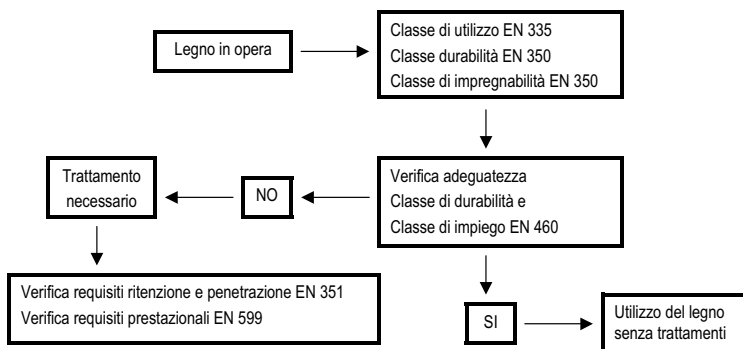 Legno in opera
Classe di utilizzo EN 335
Classe durabilità EN 350
Classe di impregnabilità EN 350
Trattamento
necessario
NO
Verifica adeguatezza
Classe di durabilità e
Classe di impiego EN 460
Verifica requisiti ritenzione e penetrazione EN 351
Verifica requisiti prestazionali EN 599
SI
Utilizzo del legno
senza trattamenti